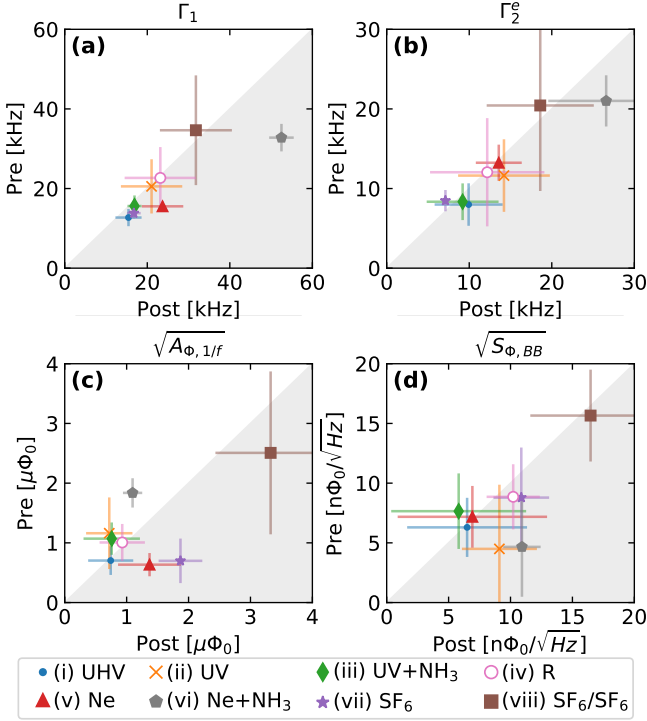 Γ₁ Γ₂ᵉ
(a) (b)
60 40 20 0
30 20 10 0
Pre [kHz] Pre [kHz]
0 20 40 60
0 10 20 30
Post [kHz] Post [kHz]
√A_Φ, 1/f √S_Φ, BB
(c) (d)
4 3 2 1 0
20 15 10 5 0
Pre [μΦ₀] Pre [nΦ₀/√Hz]
0 1 2 3 4
0 5 10 15 20
Post [μΦ₀] Post [nΦ₀/√Hz]
(i) UHV (ii) UV (iii) UV+NH₃ (iv) R
(v) Ne (vi) Ne+NH₃ (vii) SF₆ (viii) SF₆/SF₆